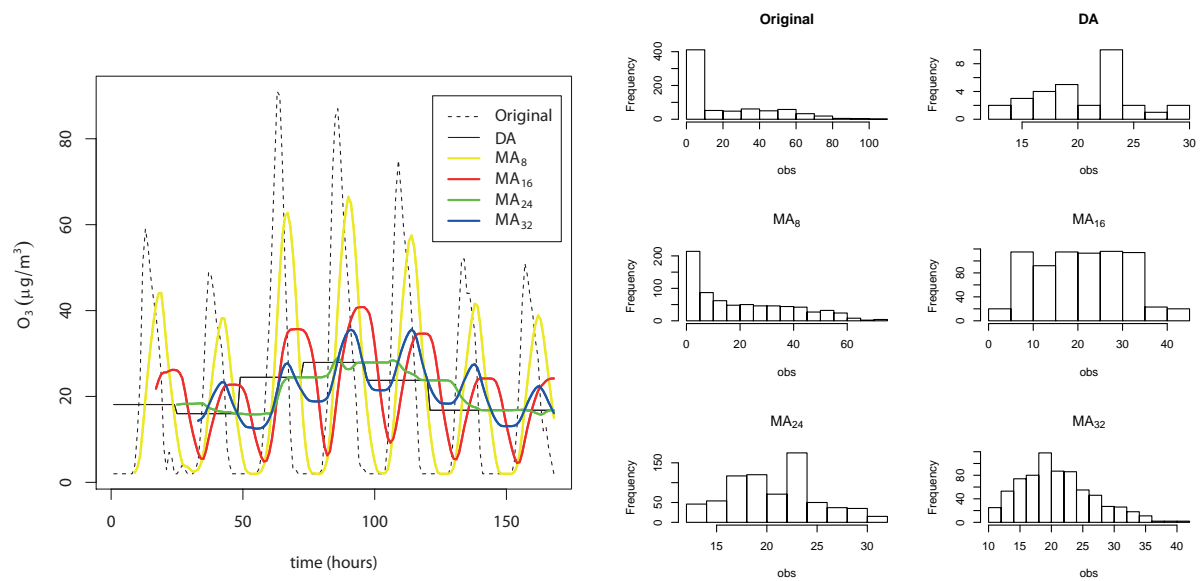 O₃ (μg/m³)
0 20 40 60 80
0 50 100 150
time (hours)
Original
DA
MA₈
MA₁₆
MA₂₄
MA₃₂
Original
Frequency
0 200 400
0 20 40 60 80 100
obs
DA
Frequency
0 2 4 8
15 20 25 30
obs
MA₈
Frequency
0 50 100 200
0 20 40 60
obs
MA₁₆
Frequency
0 40 80
0 10 20 30 40
obs
MA₂₄
Frequency
0 50 150
15 20 25 30
obs
MA₃₂
Frequency
0 40 80
10 15 20 25 30 35 40
obs